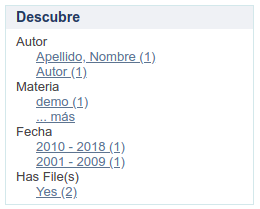 Descubre
Autor
Apellido, Nombre (1)
Autor (1)
Materia
demo (1)
... más
Fecha
2010 - 2018 (1)
2001 - 2009 (1)
Has File(s)
Yes (2)